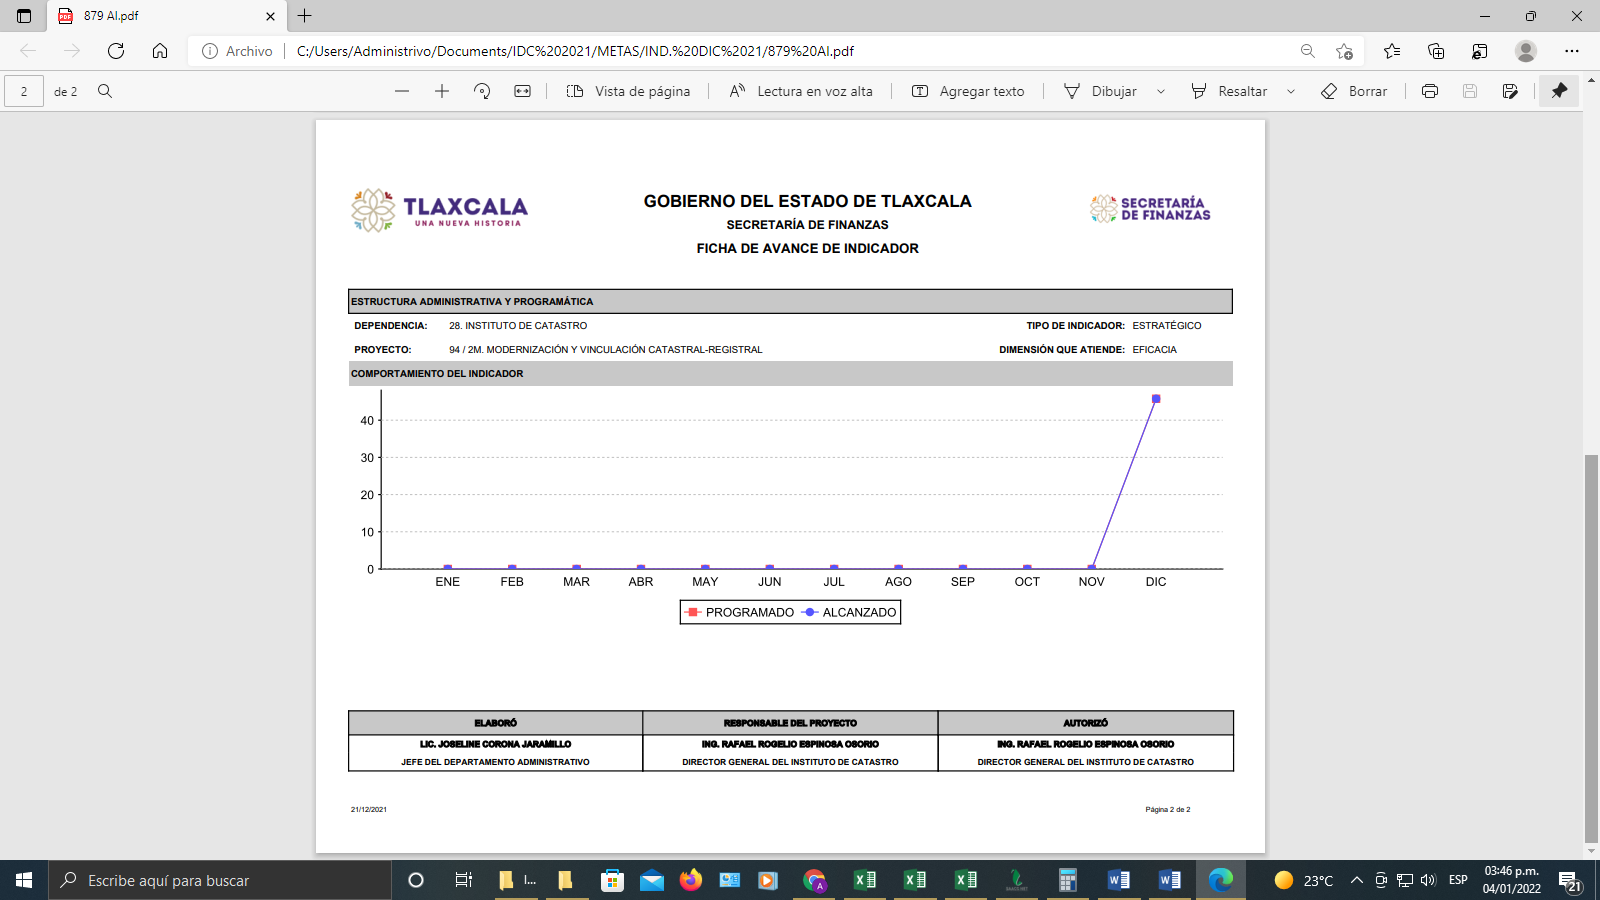 879 AI.pdf
Archivo
C:/Users/Administrivo/Documents/IDC%202021/METAS/IND.%20DIC%2021/879%20AI.pdf
2 de 2
Vista de página
Lectura en voz alta
Agregar texto
Dibujar
Resaltar
Borrar
TLAXCALA
UNA NUEVA HISTORIA
GOBIERNO DEL ESTADO DE TLAXCALA
SECRETARÍA DE FINANZAS
FICHA DE AVANCE DE INDICADOR
SECRETARÍA
DE FINANZAS
ESTRUCTURA ADMINISTRATIVA Y PROGRAMÁTICA
DEPENDENCIA: 28. INSTITUTO DE CATASTRO TIPO DE INDICADOR: ESTRATÉGICO
PROYECTO: 94 / 2M. MODERNIZACIÓN Y VINCULACIÓN CATASTRAL-REGISTRAL DIMENSIÓN QUE ATIENDE: EFICACIA
COMPORTAMIENTO DEL INDICADOR
40
30
20
10
0
ENE FEB MAR ABR MAY JUN JUL AGO SEP OCT NOV DIC
PROGRAMADO ALCANZADO
ELABORÓ RESPONSABLE DEL PROYECTO AUTORIZÓ
LIC. JOSELINE CORONA JARAMILLO ING. RAFAEL ROGELIO ESPINOSA OSORIO ING. RAFAEL ROGELIO ESPINOSA OSORIO
JEFE DEL DEPARTAMENTO ADMINISTRATIVO DIRECTOR GENERAL DEL INSTITUTO DE CATASTRO DIRECTOR GENERAL DEL INSTITUTO DE CATASTRO
21/12/2021 Página 2 de 2
Escribe aquí para buscar
I...
23°C
ESP
03:46 p.m.
04/01/2022
21